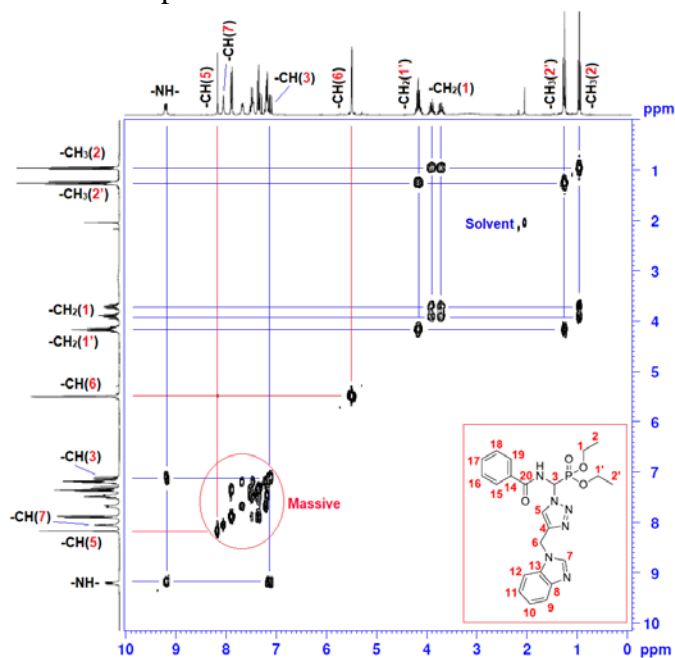 -NH-
-CH(5)
-CH(7)
-CH(3)
-CH(6)
-CH₂(1')
-CH₂(1)
-CH₃(2')
-CH₃(2)
ppm
ppm
-CH₃(2)
-CH₃(2')
-CH₂(1)
-CH₂(1')
-CH(6)
-CH(3)
-CH(7)
-CH(5)
-NH-
Solvent
Massive
1
2
3
4
5
6
7
8
9
10
10 9 8 7 6 5 4 3 2 1 0
18 19 17 16 15 14 20 O HN 3 O P O O 1 2 1' 2'
N N N 5 4 6
N 7 N 13 12 11 10 9 8